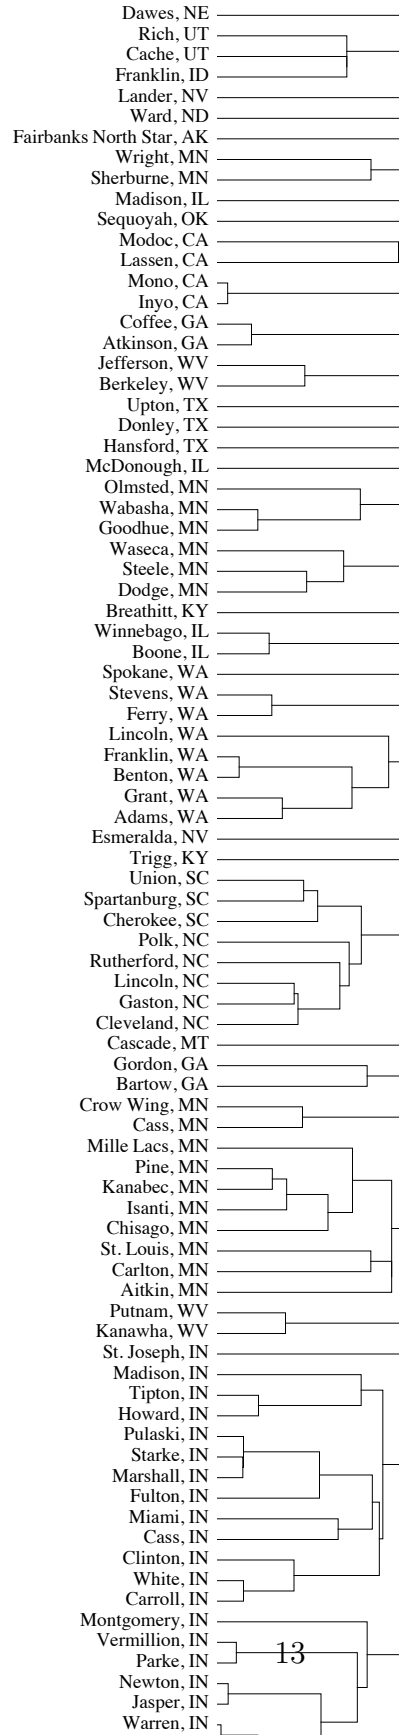 Dawes, NE
Rich, UT
Cache, UT
Franklin, ID
Lander, NV
Ward, ND
Fairbanks North Star, AK
Wright, MN
Sherburne, MN
Madison, IL
Sequoyah, OK
Modoc, CA
Lassen, CA
Mono, CA
Inyo, CA
Coffee, GA
Atkinson, GA
Jefferson, WV
Berkeley, WV
Upton, TX
Donley, TX
Hansford, TX
McDonough, IL
Olmsted, MN
Wabasha, MN
Goodhue, MN
Waseca, MN
Steele, MN
Dodge, MN
Breathitt, KY
Winnebago, IL
Boone, IL
Spokane, WA
Stevens, WA
Ferry, WA
Lincoln, WA
Franklin, WA
Benton, WA
Grant, WA
Adams, WA
Esmeralda, NV
Trigg, KY
Union, SC
Spartanburg, SC
Cherokee, SC
Polk, NC
Rutherford, NC
Lincoln, NC
Gaston, NC
Cleveland, NC
Cascade, MT
Gordon, GA
Bartow, GA
Crow Wing, MN
Cass, MN
Mille Lacs, MN
Pine, MN
Kanabec, MN
Isanti, MN
Chisago, MN
St. Louis, MN
Carlton, MN
Aitkin, MN
Putnam, WV
Kanawha, WV
St. Joseph, IN
Madison, IN
Tipton, IN
Howard, IN
Pulaski, IN
Starke, IN
Marshall, IN
Fulton, IN
Miami, IN
Cass, IN
Clinton, IN
White, IN
Carroll, IN
Montgomery, IN
Vermillion, IN
13
Parke, IN
Newton, IN
Jasper, IN
Warren, IN